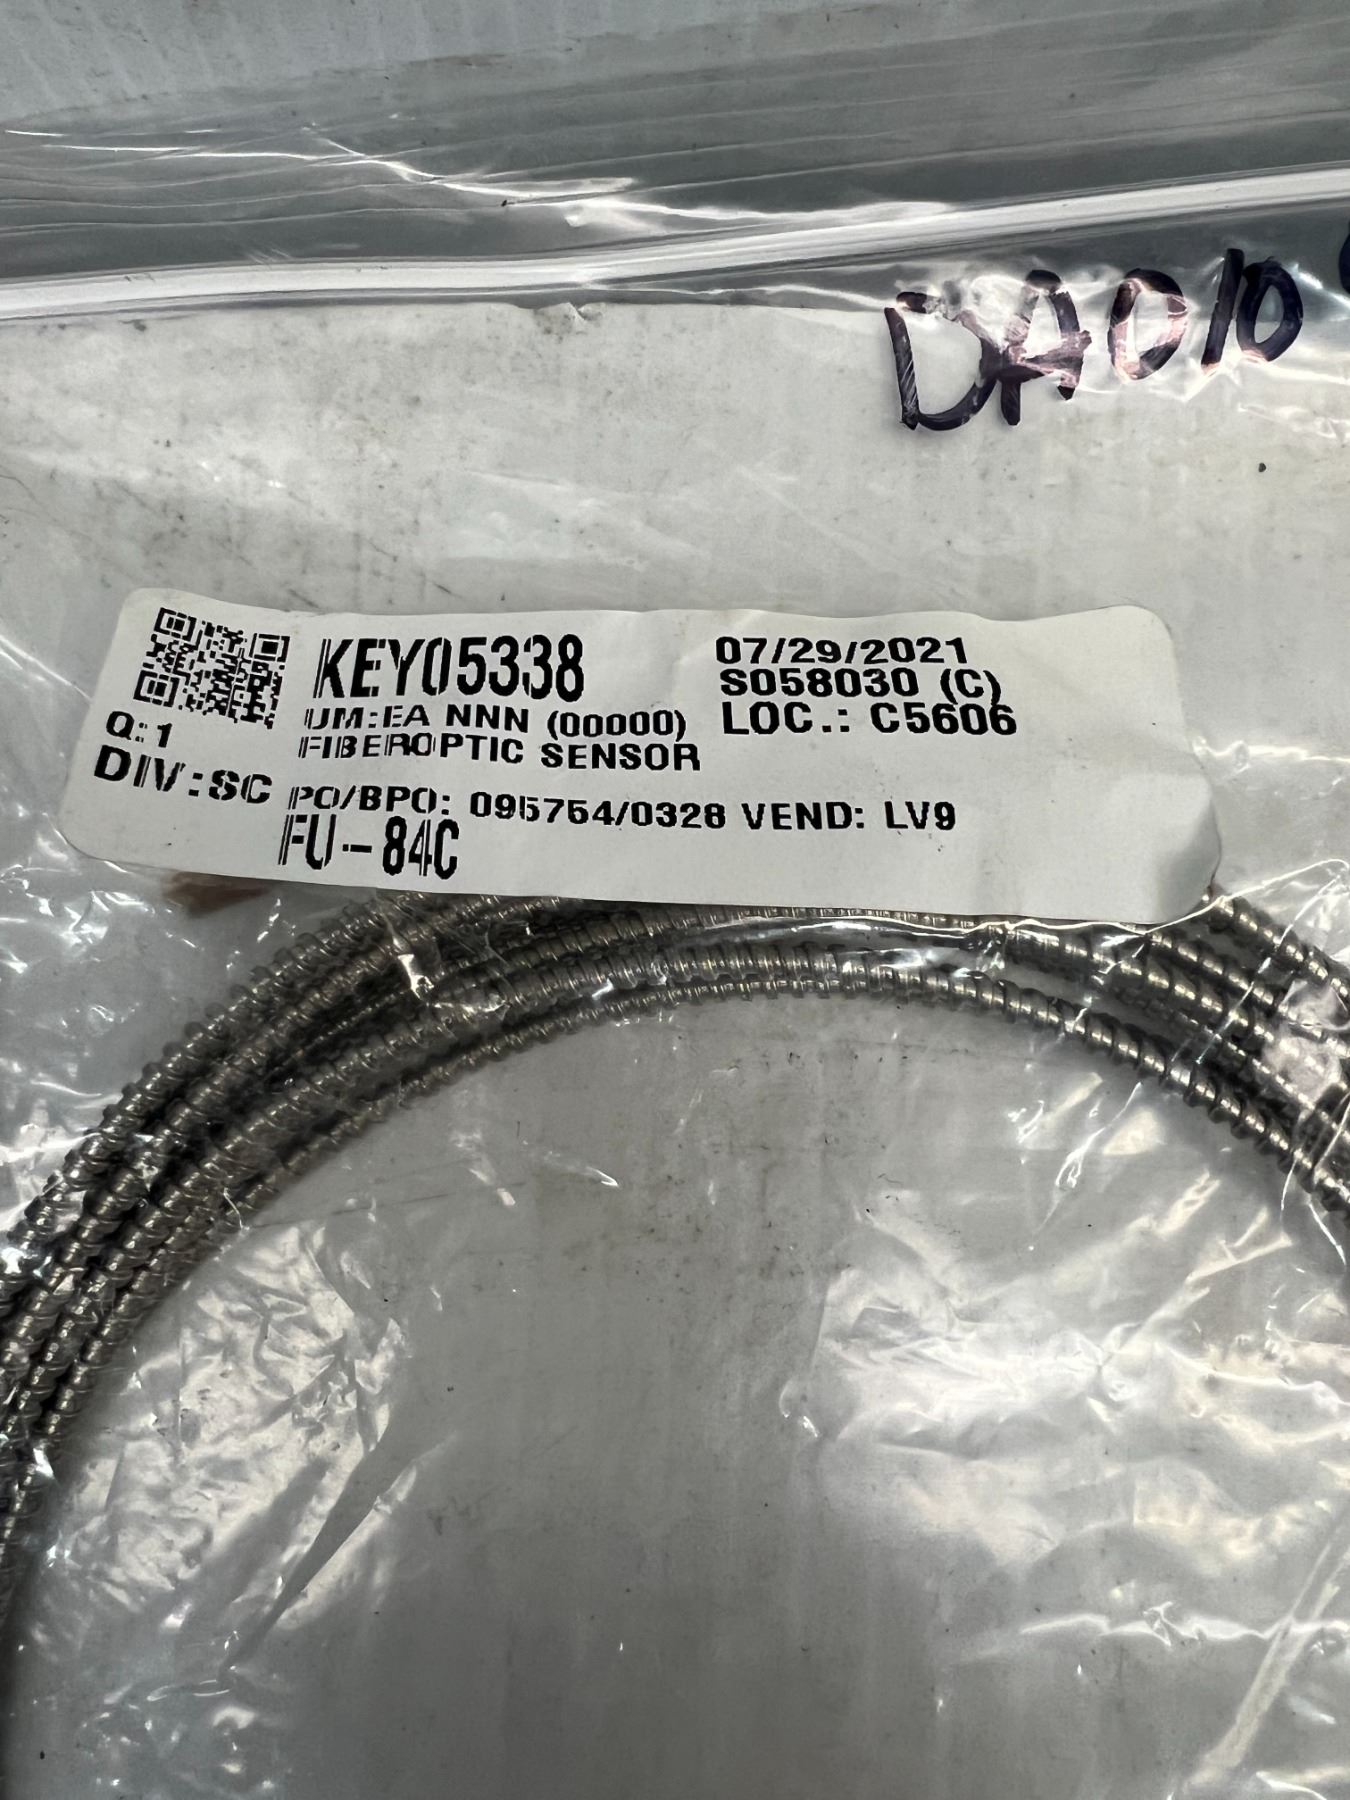 DA010
KEY05338
07/29/2021
S058030 (C)
UM:EA NNN (00000)
LOC.: C5606
Q:1
FIBEROPTIC SENSOR
DIV:SC
PO/BPO: 095754/0328 VEND: LV9
FU-84C